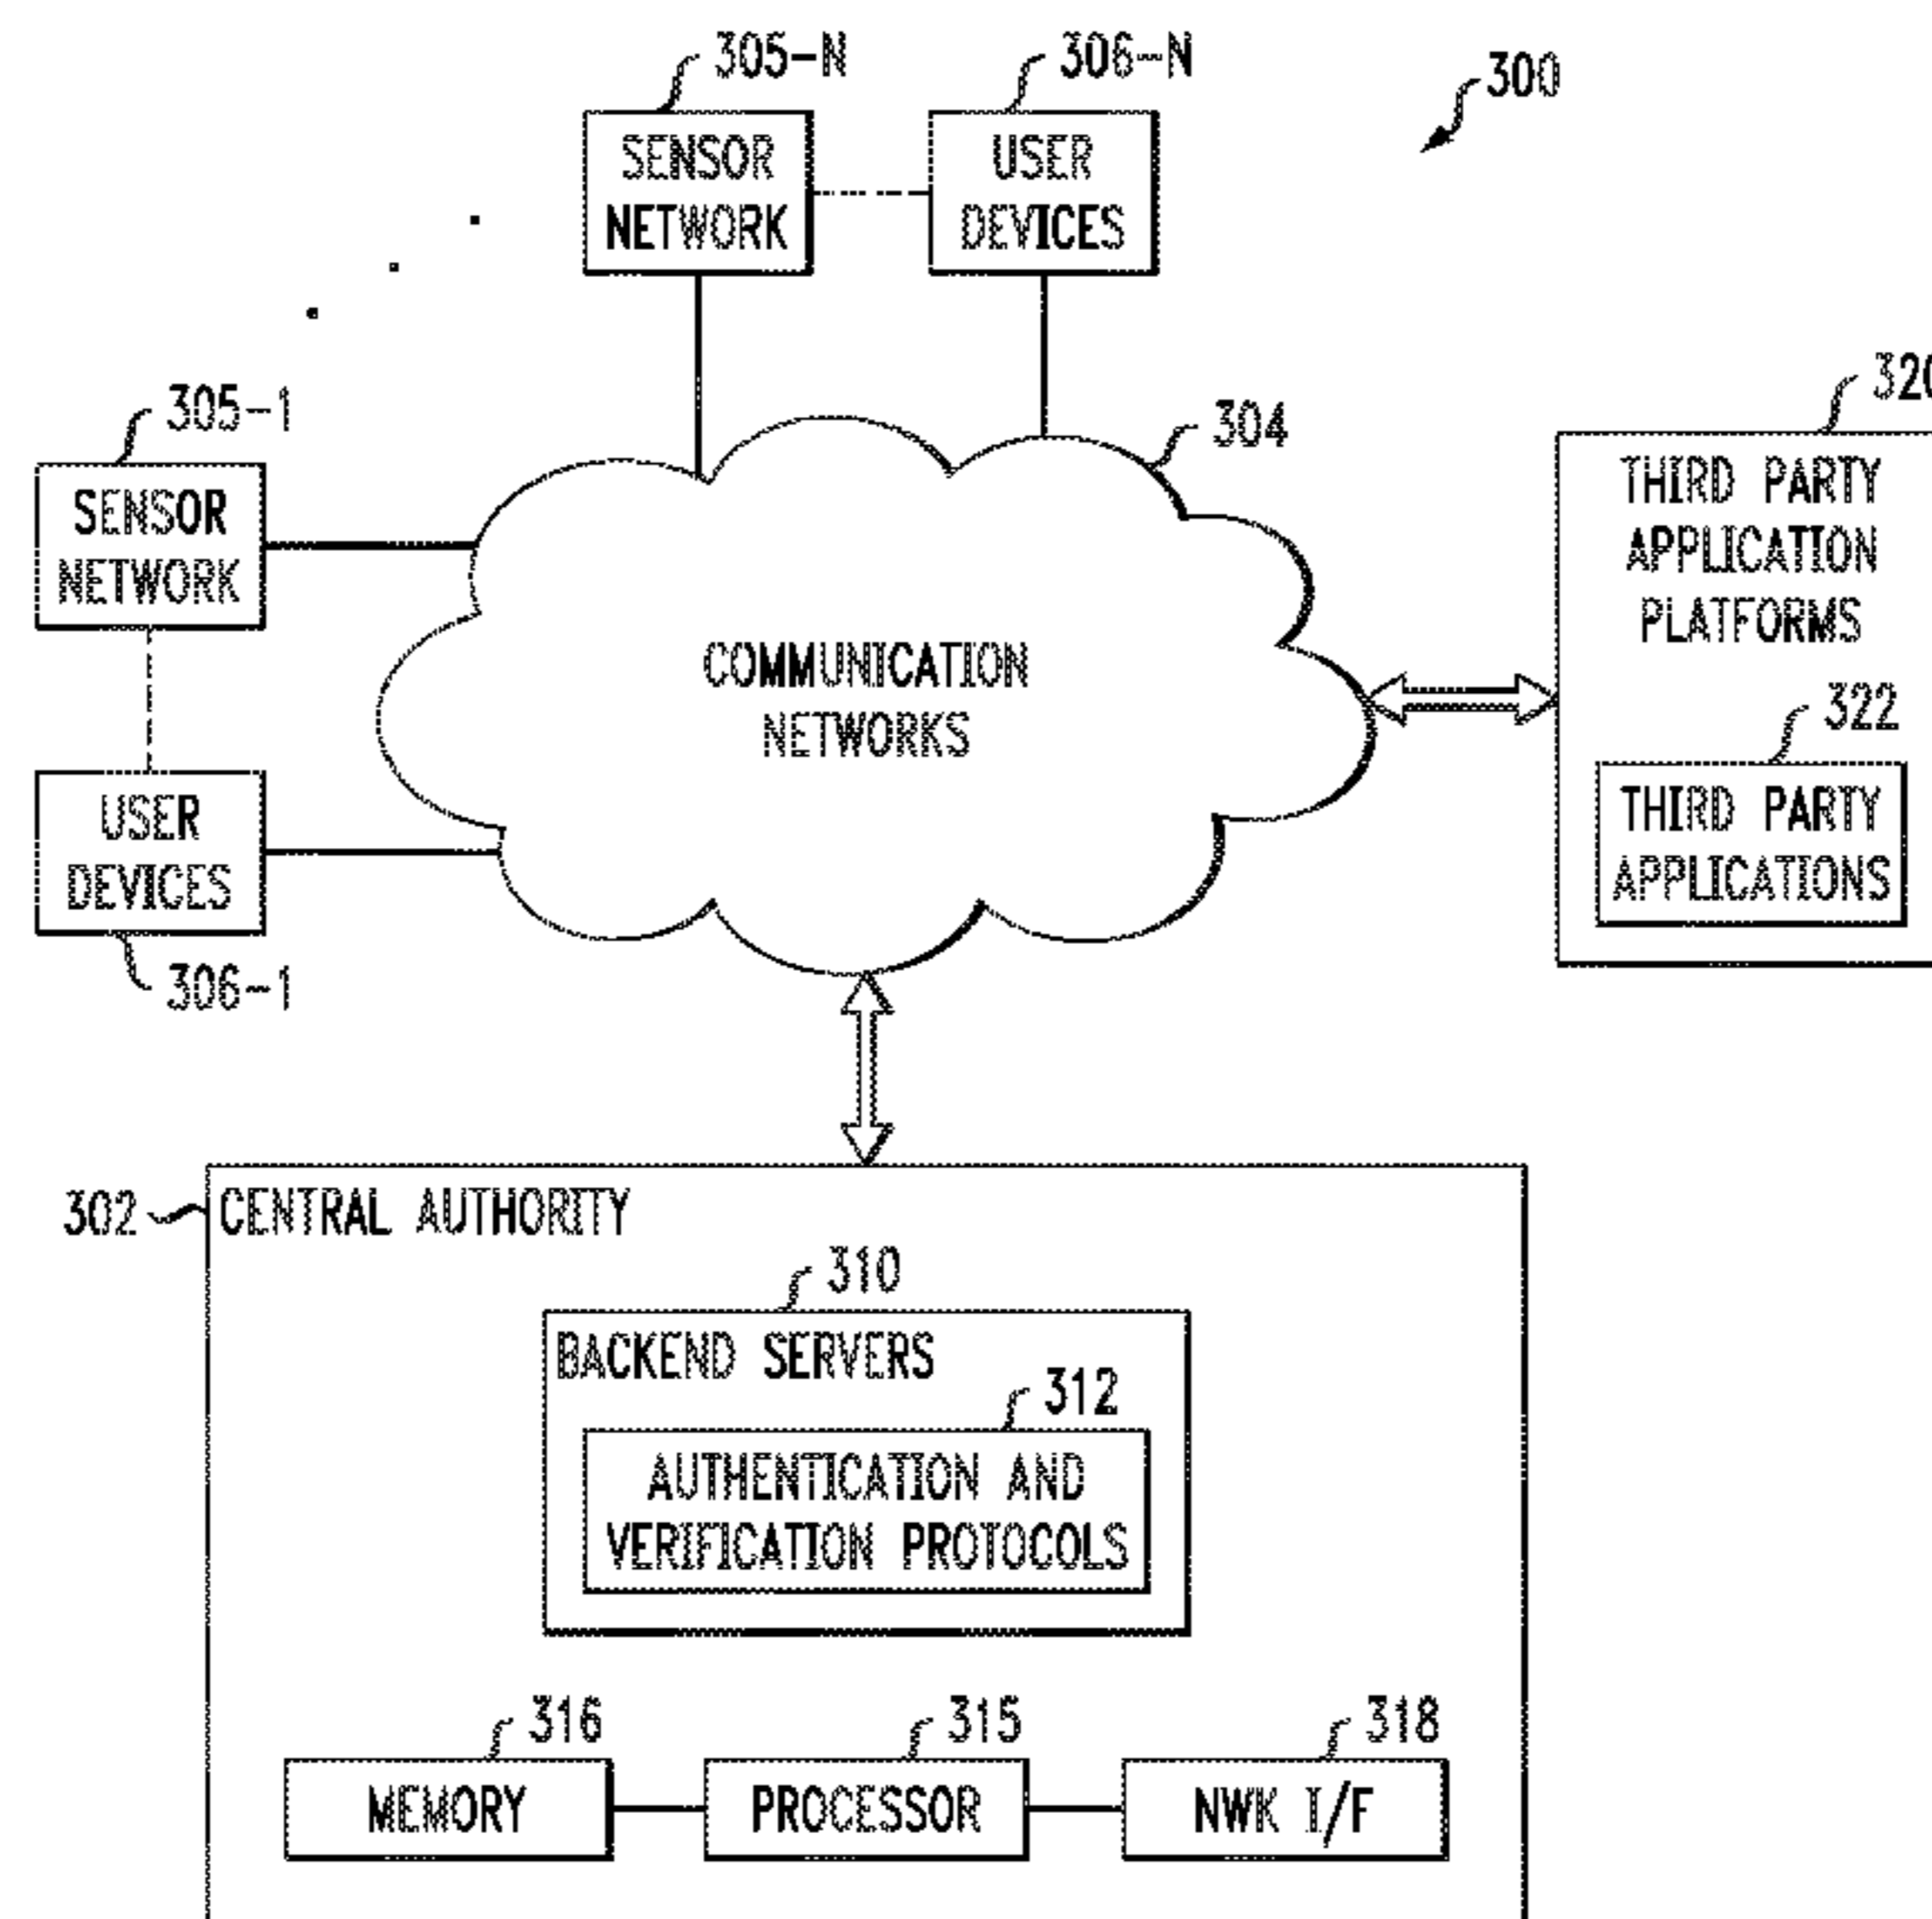 305-N
306-N
300
SENSOR
NETWORK
USER
DEVICES
305-1
304
320
SENSOR
NETWORK
THIRD PARTY
APPLICATION
PLATFORMS
COMMUNICATION
NETWORKS
322
USER
DEVICES
THIRD PARTY
APPLICATIONS
306-1
302
CENTRAL AUTHORITY
310
BACKEND SERVERS
312
AUTHENTICATION AND
VERIFICATION PROTOCOLS
316
315
318
MEMORY
PROCESSOR
NWK I/F